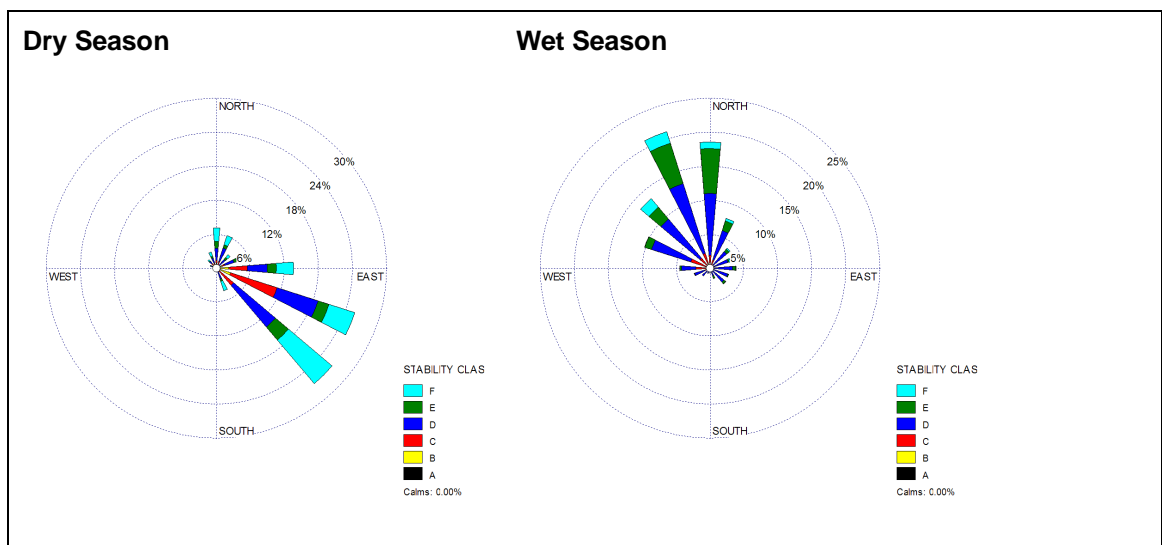 Dry Season
Wet Season
NORTH
30%
24%
18%
12%
6%
WEST
EAST
SOUTH
STABILITY CLAS
F
E
D
C
B
A
Calms: 0.00%
NORTH
25%
20%
15%
10%
5%
WEST
EAST
SOUTH
STABILITY CLAS
F
E
D
C
B
A
Calms: 0.00%